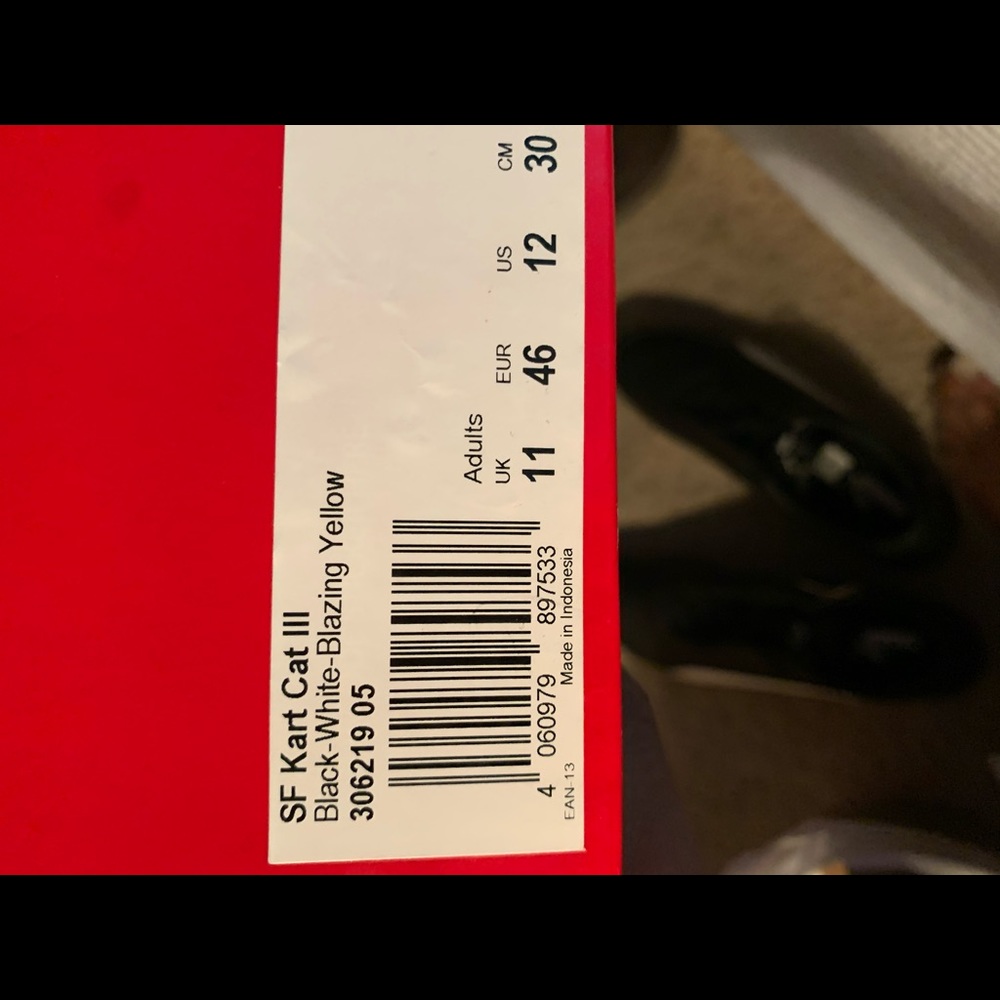 SF Kart Cat III
Black-White-Blazing Yellow
306219 05
Adults
UK EUR US CM
11 46 12 30
4 060979 897533
EAN-13 Made in Indonesia